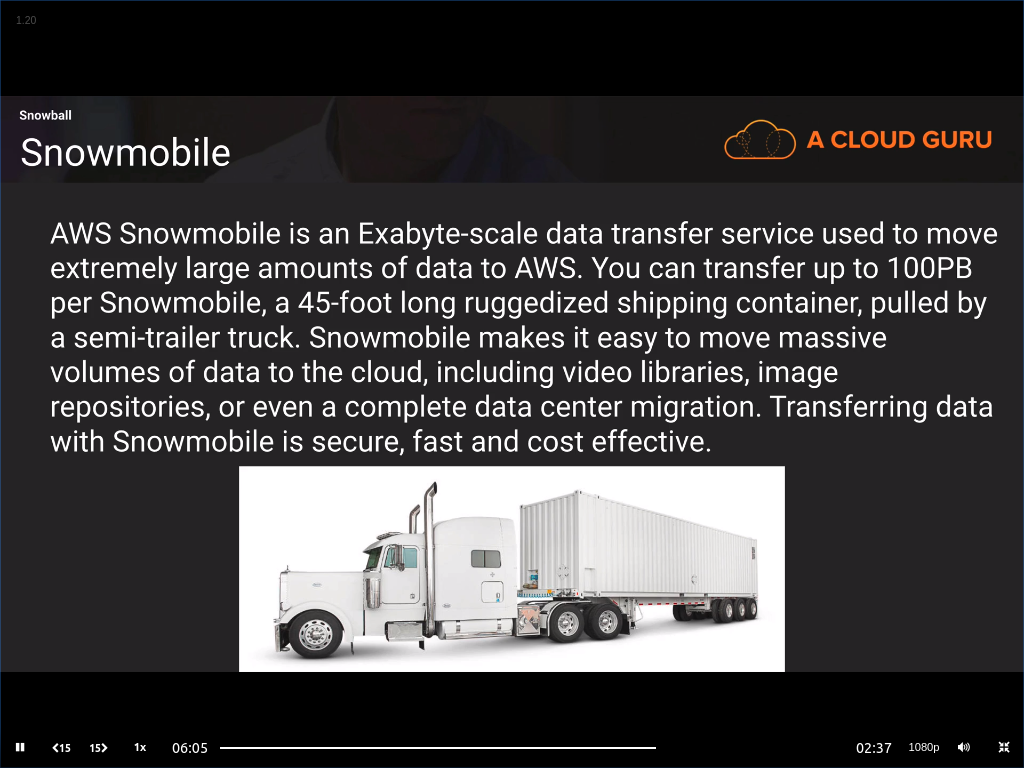 1.20
Snowball
Snowmobile
A CLOUD GURU
AWS Snowmobile is an Exabyte-scale data transfer service used to move
extremely large amounts of data to AWS. You can transfer up to 100PB
per Snowmobile, a 45-foot long ruggedized shipping container, pulled by
a semi-trailer truck. Snowmobile makes it easy to move massive
volumes of data to the cloud, including video libraries, image
repositories, or even a complete data center migration. Transferring data
with Snowmobile is secure, fast and cost effective.
15 15 1x 06:05 02:37 1080p